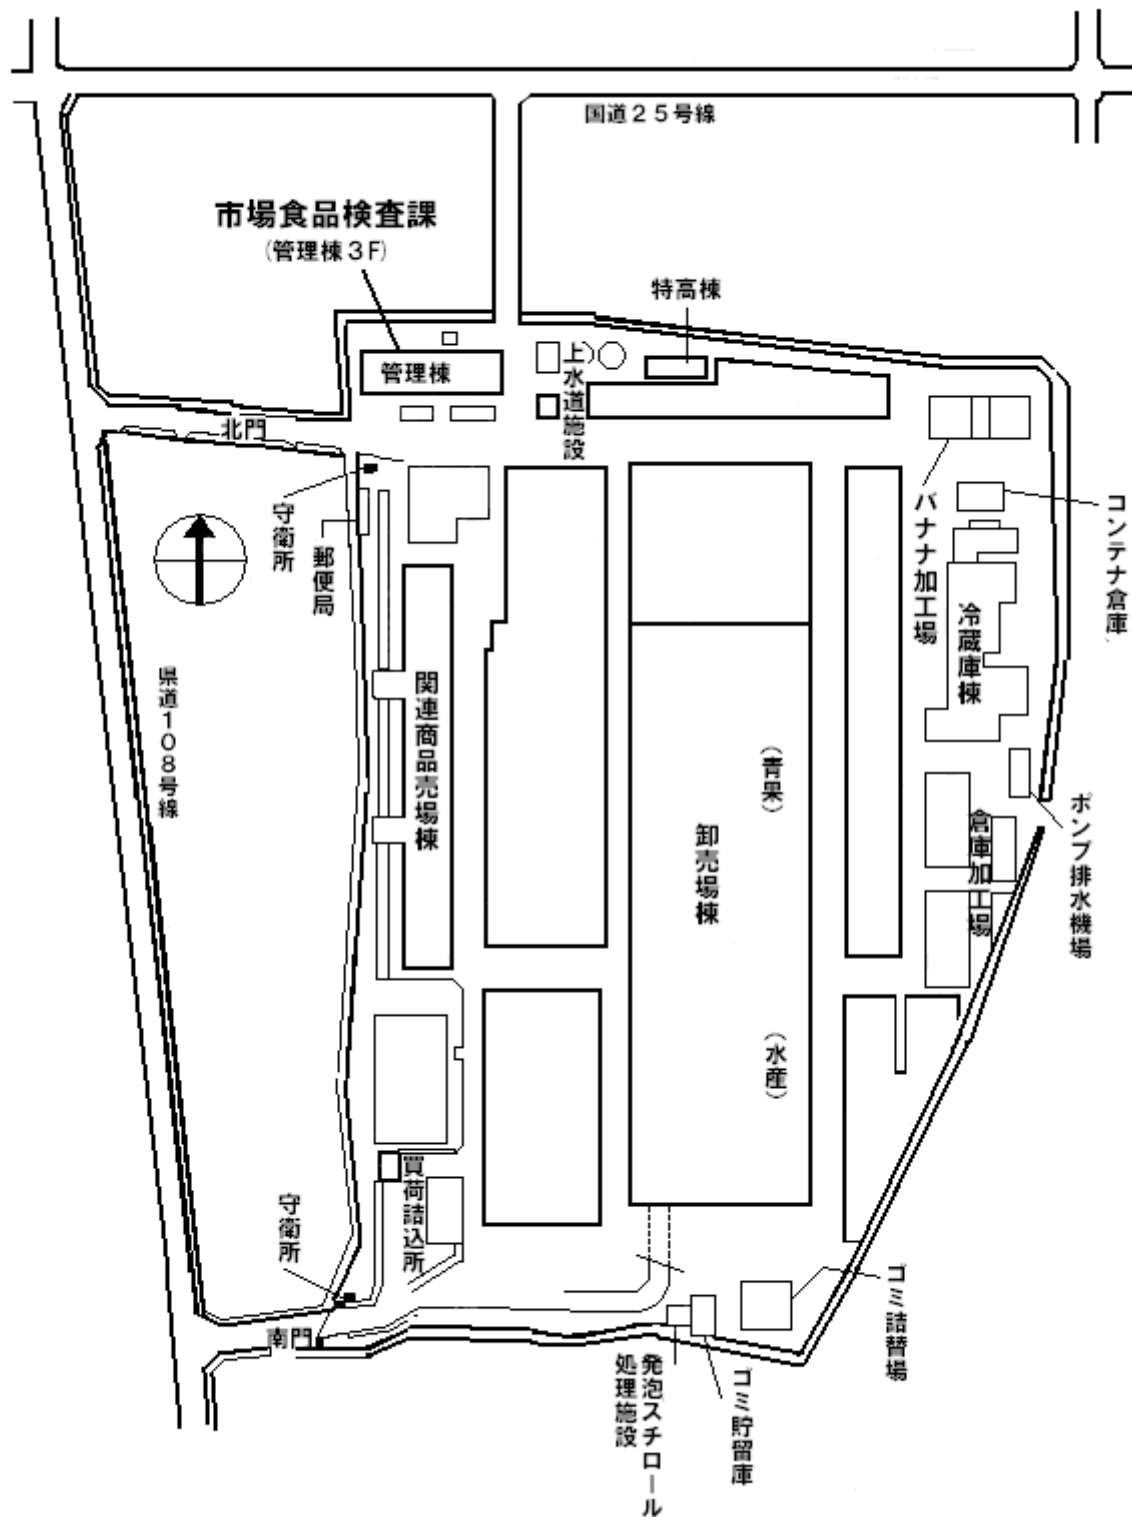 国道２５号線
市場食品検査課
(管理棟３F)
特高棟
管理棟
上水道施設
北門
守衛所
郵便局
バナナ加工場
コンテナ倉庫
冷蔵庫棟
県道１０８号線
関連商品売場棟
(青果)
卸売場棟
倉庫加工場
ポンプ排水機場
(水産)
買荷詰込所
守衛所
南門
ゴミ詰替場
発泡スチロール
処理施設
ゴミ貯留庫